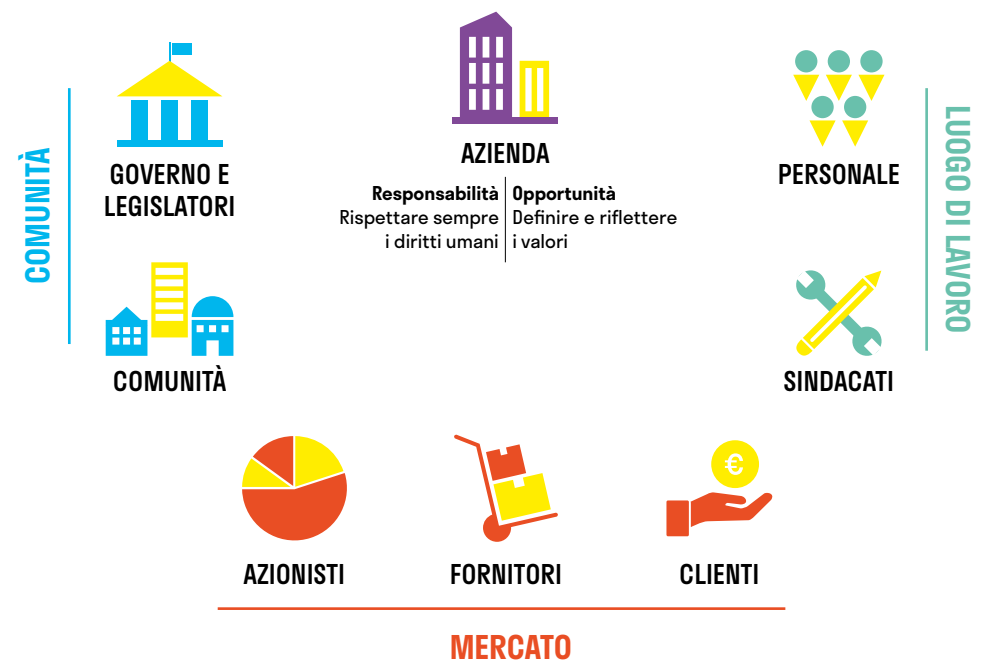 AZIENDA
Responsabilità
Rispettare sempre
i diritti umani
Opportunità
Definire e riflettere
i valori
COMUNITÀ
GOVERNO E
LEGISLATORI
COMUNITÀ
PERSONALE
SINDACATI
LUOGO DI LAVORO
€
AZIONISTI
FORNITORI
CLIENTI
MERCATO